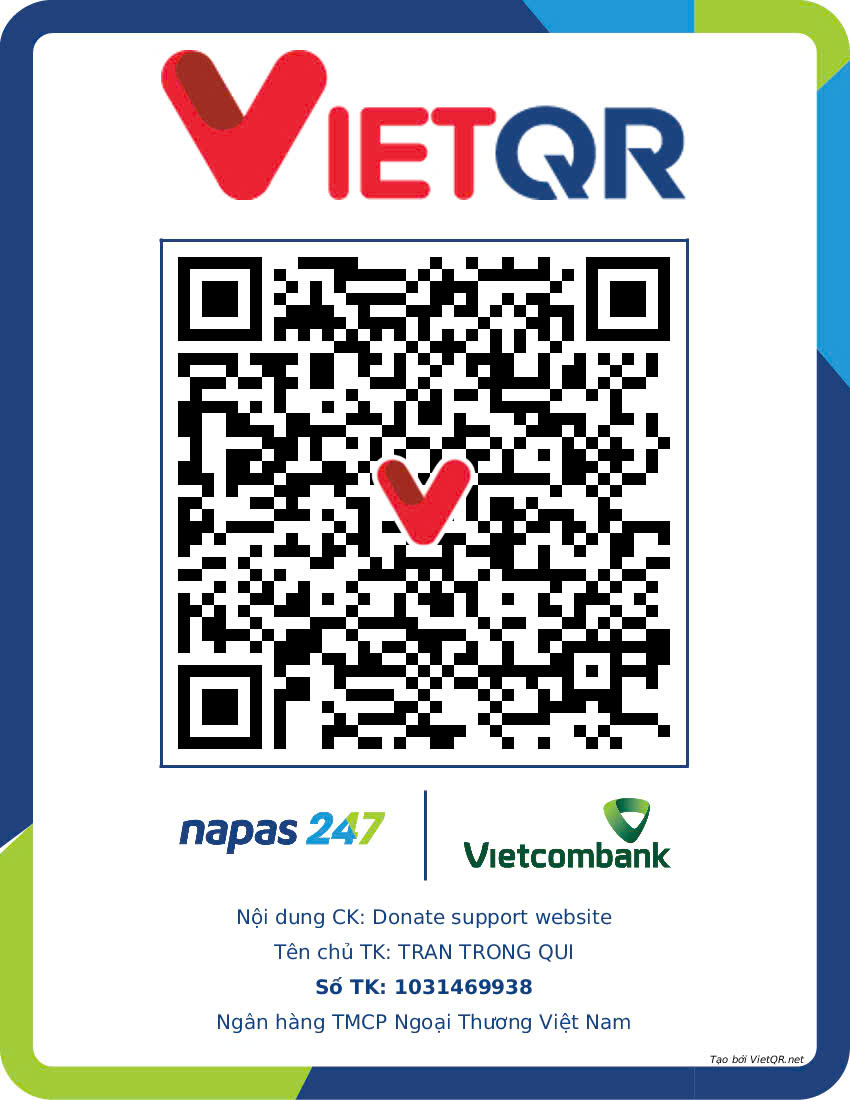 VIETQR
napas 247
Vietcombank
Nội dung CK: Donate support website
Tên chủ TK: TRAN TRONG QUI
Số TK: 1031469938
Ngân hàng TMCP Ngoại Thương Việt Nam
Tạo bởi VietQR.net